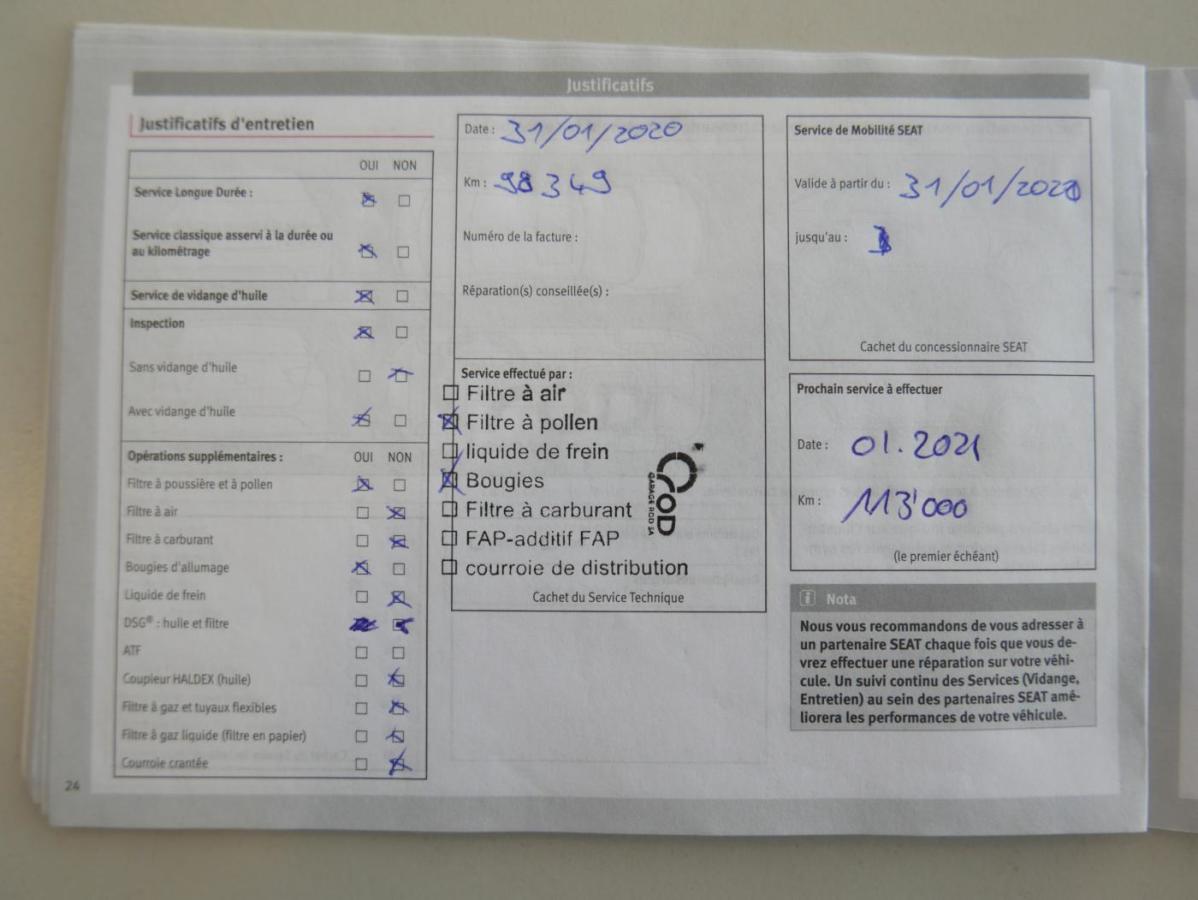 Justificatifs
Justificatifs d'entretien
OUI NON
Service Longue Durée :
Service classique asservi à la durée ou
au kilométrage
Service de vidange d'huile
Inspection
Sans vidange d'huile
Avec vidange d'huile
Opérations supplémentaires : OUI NON
Filtre à poussière et à pollen
Filtre à air
Filtre à carburant
Bougies d'allumage
Liquide de frein
DSG® : huile et filtre
ATF
Coupleur HALDEX (huile)
Filtre à gaz et tuyaux flexibles
Filtre à gaz liquide (filtre en papier)
Courroie crantée
24
Date : 31/01/2020
Km : 98 349
Numéro de la facture :
Réparation(s) conseillée(s) :
Service effectué par :
Filtre à air
Filtre à pollen
liquide de frein
Bougies
Filtre à carburant
FAP-additif FAP
courroie de distribution
GARAGE ROD SA
Cachet du Service Technique
Service de Mobilité SEAT
Valide à partir du : 31/01/2020
jusqu'au :
Cachet du concessionnaire SEAT
Prochain service à effectuer
Date : 01.2021
Km : 113'000
(le premier échéant)
i Nota
Nous vous recommandons de vous adresser à
un partenaire SEAT chaque fois que vous de-
vrez effectuer une réparation sur votre véhi-
cule. Un suivi continu des Services (Vidange,
Entretien) au sein des partenaires SEAT amé-
liorera les performances de votre véhicule.